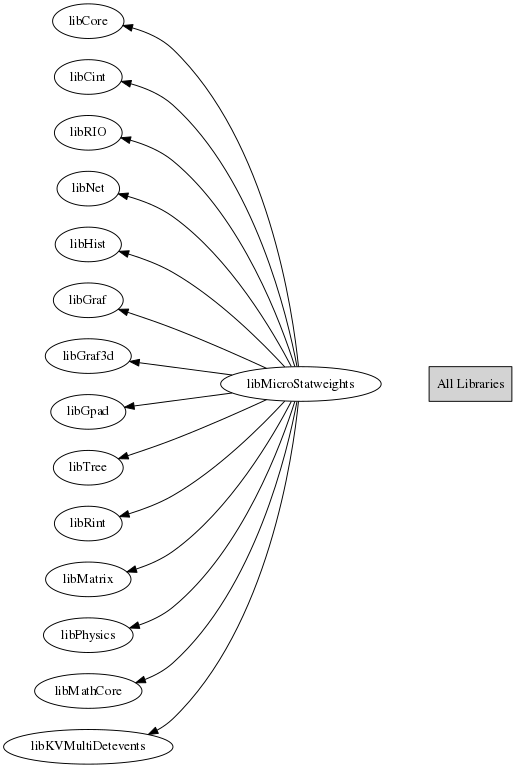 libCore
libCint
libRIO
libNet
libHist
libGraf
libGraf3d
libMicroStatweights
All Libraries
libGpad
libTree
libRint
libMatrix
libPhysics
libMathCore
libKVMultiDetevents